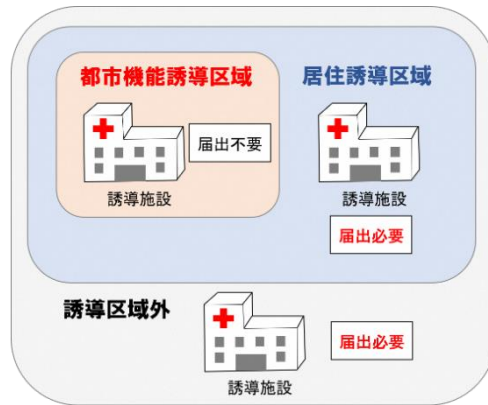 都市機能誘導区域
居住誘導区域
届出不要
誘導施設
誘導施設
届出必要
誘導区域外
届出必要
誘導施設